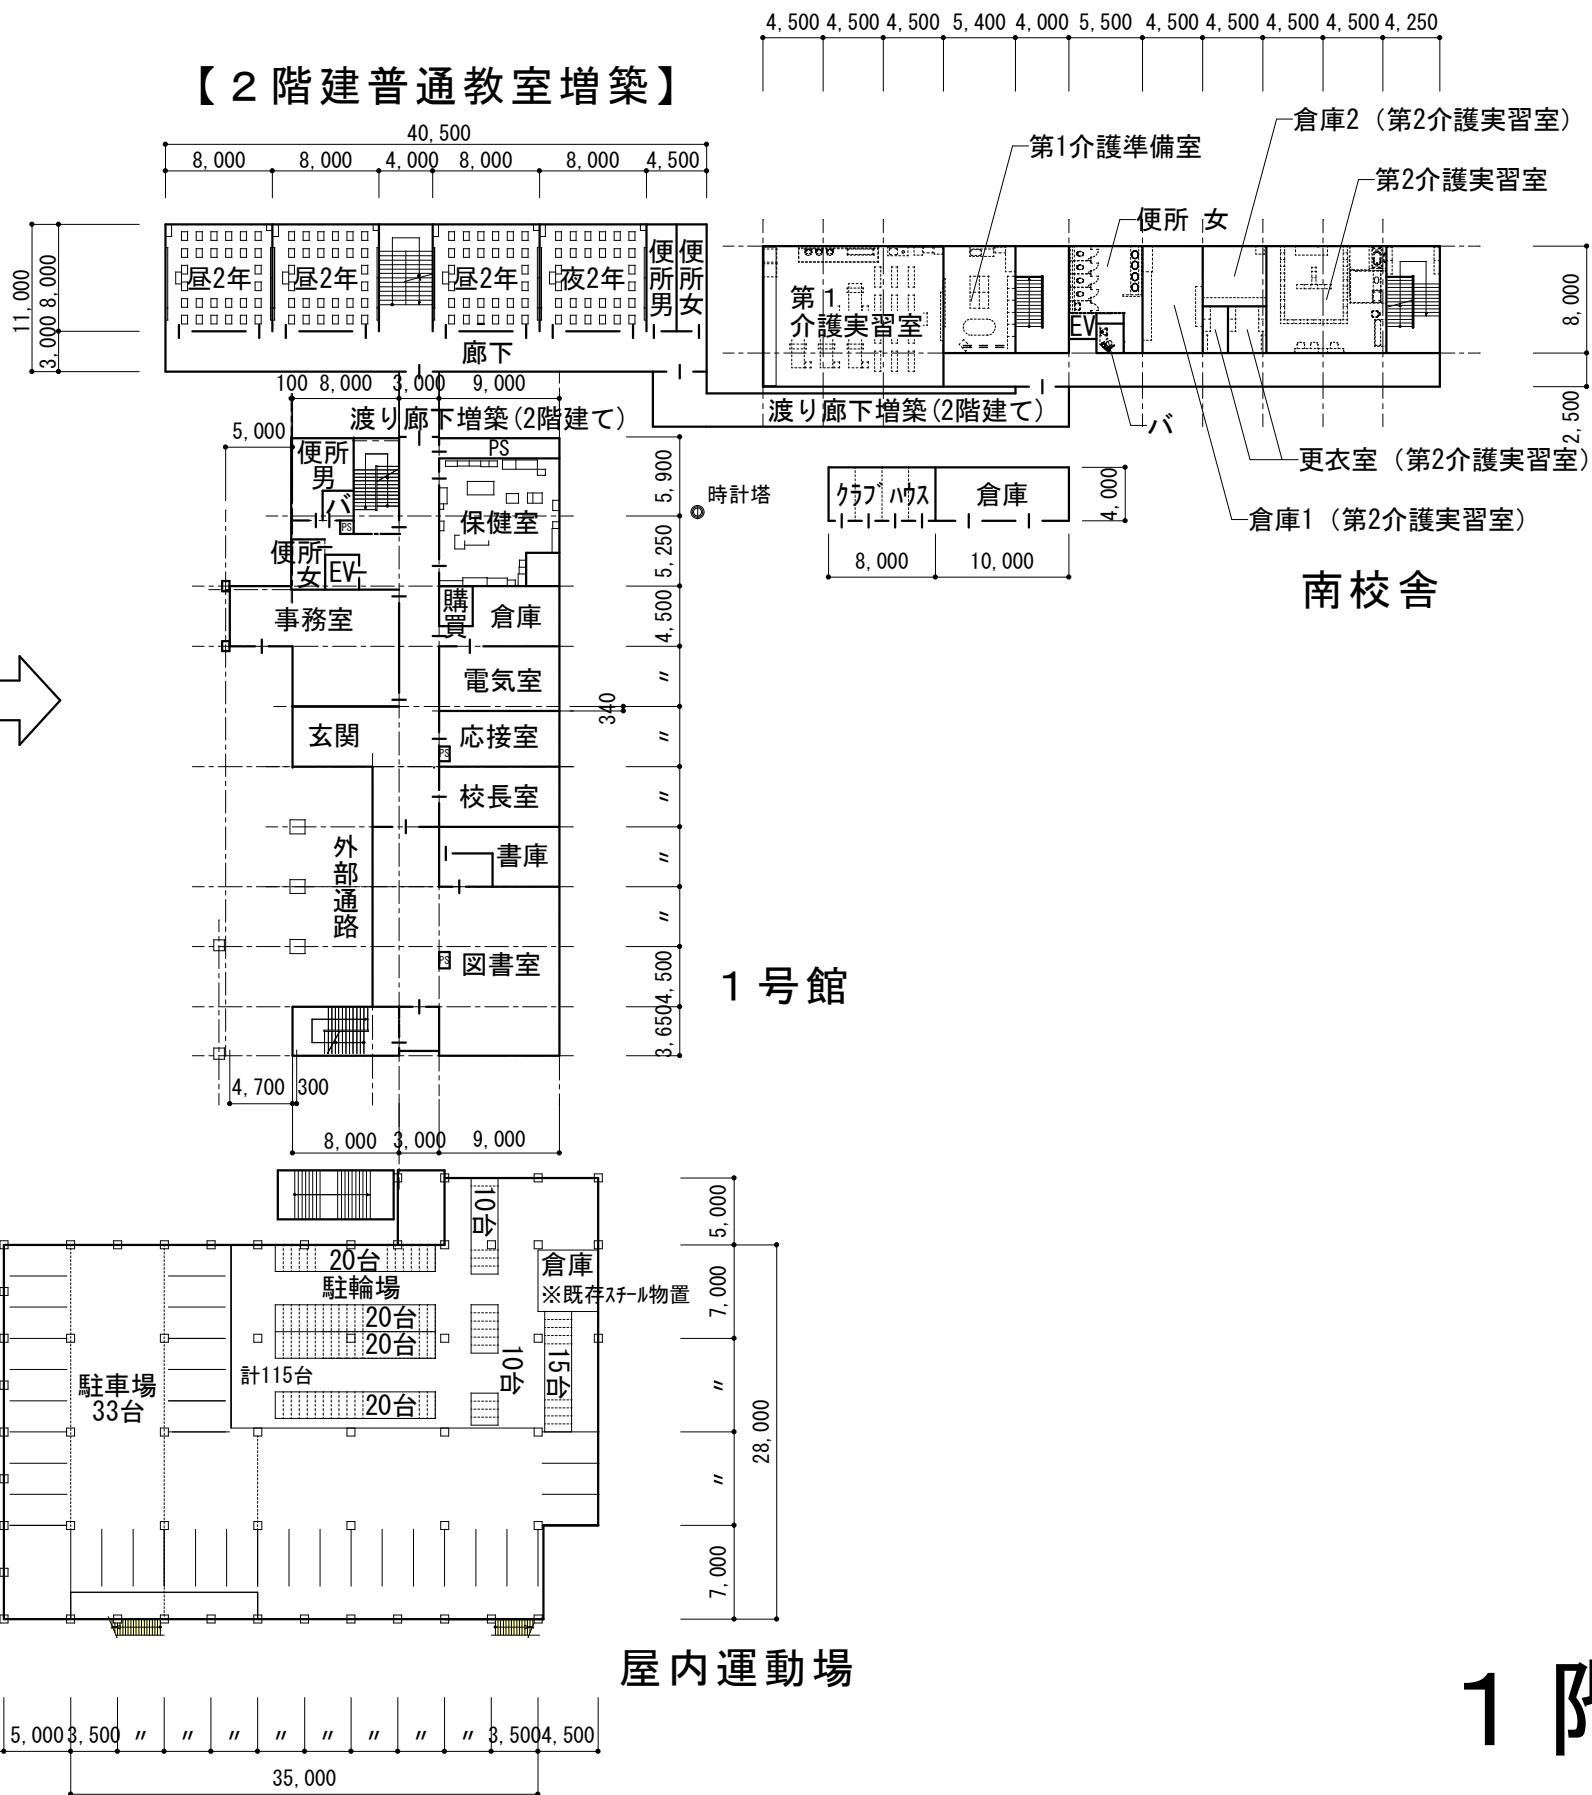 4,500 4,500 4,500 5,400 4,000 5,500 4,500 4,500 4,500 4,500 4,250
【２階建普通教室増築】
40,500
8,000 8,000 4,000 8,000 8,000 4,500
倉庫2（第2介護実習室）
第1介護準備室
第2介護実習室
便所 女
11,000
8,000
3,000
昼2年
昼2年
昼2年
夜2年
便所男
便所女
廊下
第１
介護実習室
EV
バ
8,000
2,500
100 8,000 3,000 9,000
渡り廊下増築(2階建て)
渡り廊下増築(2階建て)
更衣室（第2介護実習室）
倉庫1（第2介護実習室）
南校舎
5,000
便所
男
バ
PS
PS
保健室
便所
女
EV
時計塔
クラブハウス
倉庫
4,000
8,000 10,000
5,900
5,250
4,500
〃
〃
〃
〃
〃
4,500
3,650
340
事務室
購買
倉庫
電気室
玄関
応接室
PS
校長室
外部通路
書庫
PS
図書室
１号館
4,700 300
8,000 3,000 9,000
10台
20台
駐輪場
倉庫
※既存ｽﾁｰﾙ物置
20台
20台
計115台
10台
15台
20台
駐車場
33台
5,000
7,000
〃
〃
7,000
28,000
屋内運動場
5,000 3,500 〃 〃 〃 〃 〃 〃 〃 〃 3,500 4,500
35,000
１階